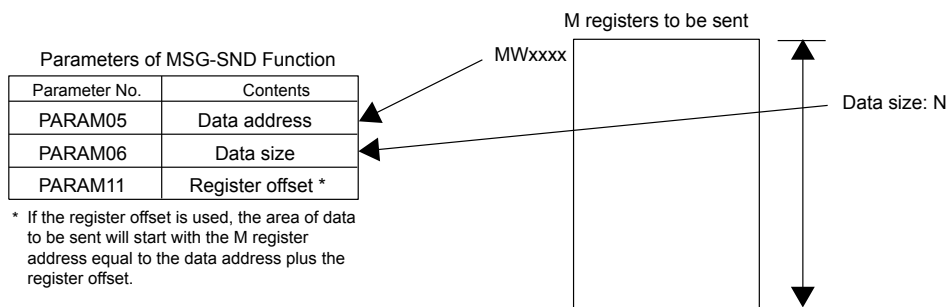 M registers to be sent
Parameters of MSG-SND Function
MWxxxx
Parameter No. Contents
PARAM05 Data address
PARAM06 Data size
PARAM11 Register offset *
Data size: N
* If the register offset is used, the area of data
to be sent will start with the M register
address equal to the data address plus the
register offset.